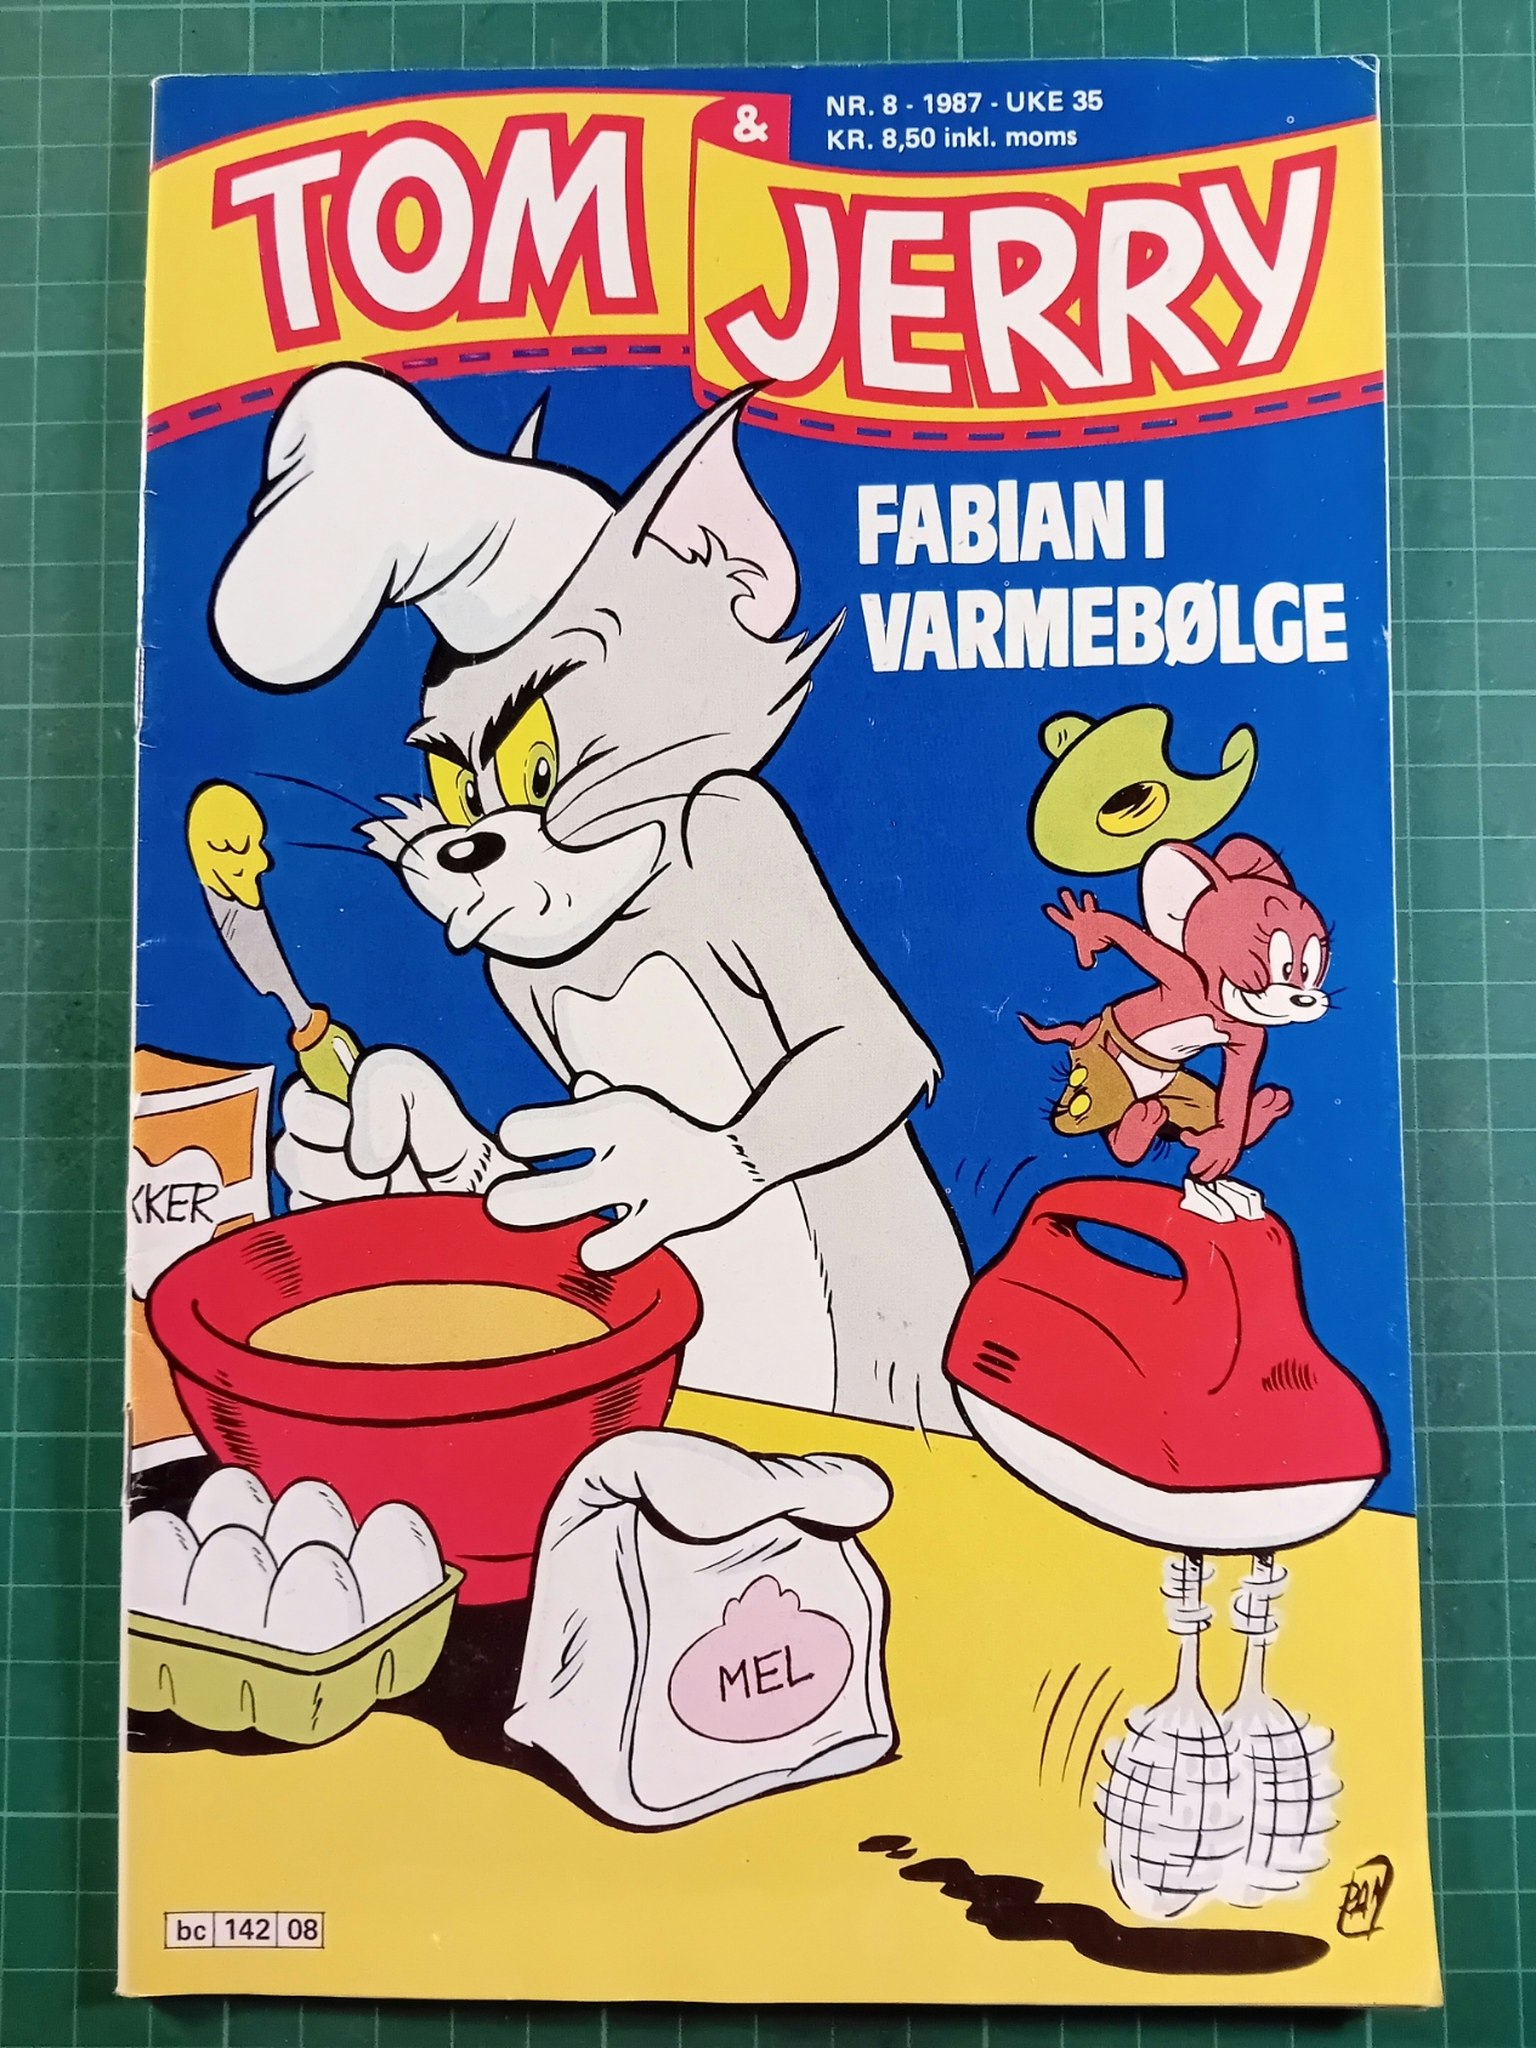 TOM & JERRY
NR. 8 - 1987 - UKE 35
KR. 8,50 inkl. moms
FABIAN I
VARMEBØLGE
KKER
MEL
bc 142 08